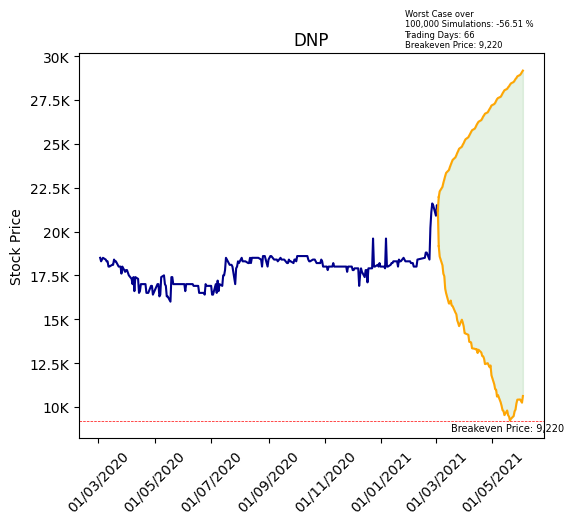 Worst Case over
100,000 Simulations: -56.51 %
Trading Days: 66
Breakeven Price: 9,220
DNP
Stock Price
30K
27.5K
25K
22.5K
20K
17.5K
15K
12.5K
10K
Breakeven Price: 9,220
01/03/2020
01/05/2020
01/07/2020
01/09/2020
01/11/2020
01/01/2021
01/03/2021
01/05/2021